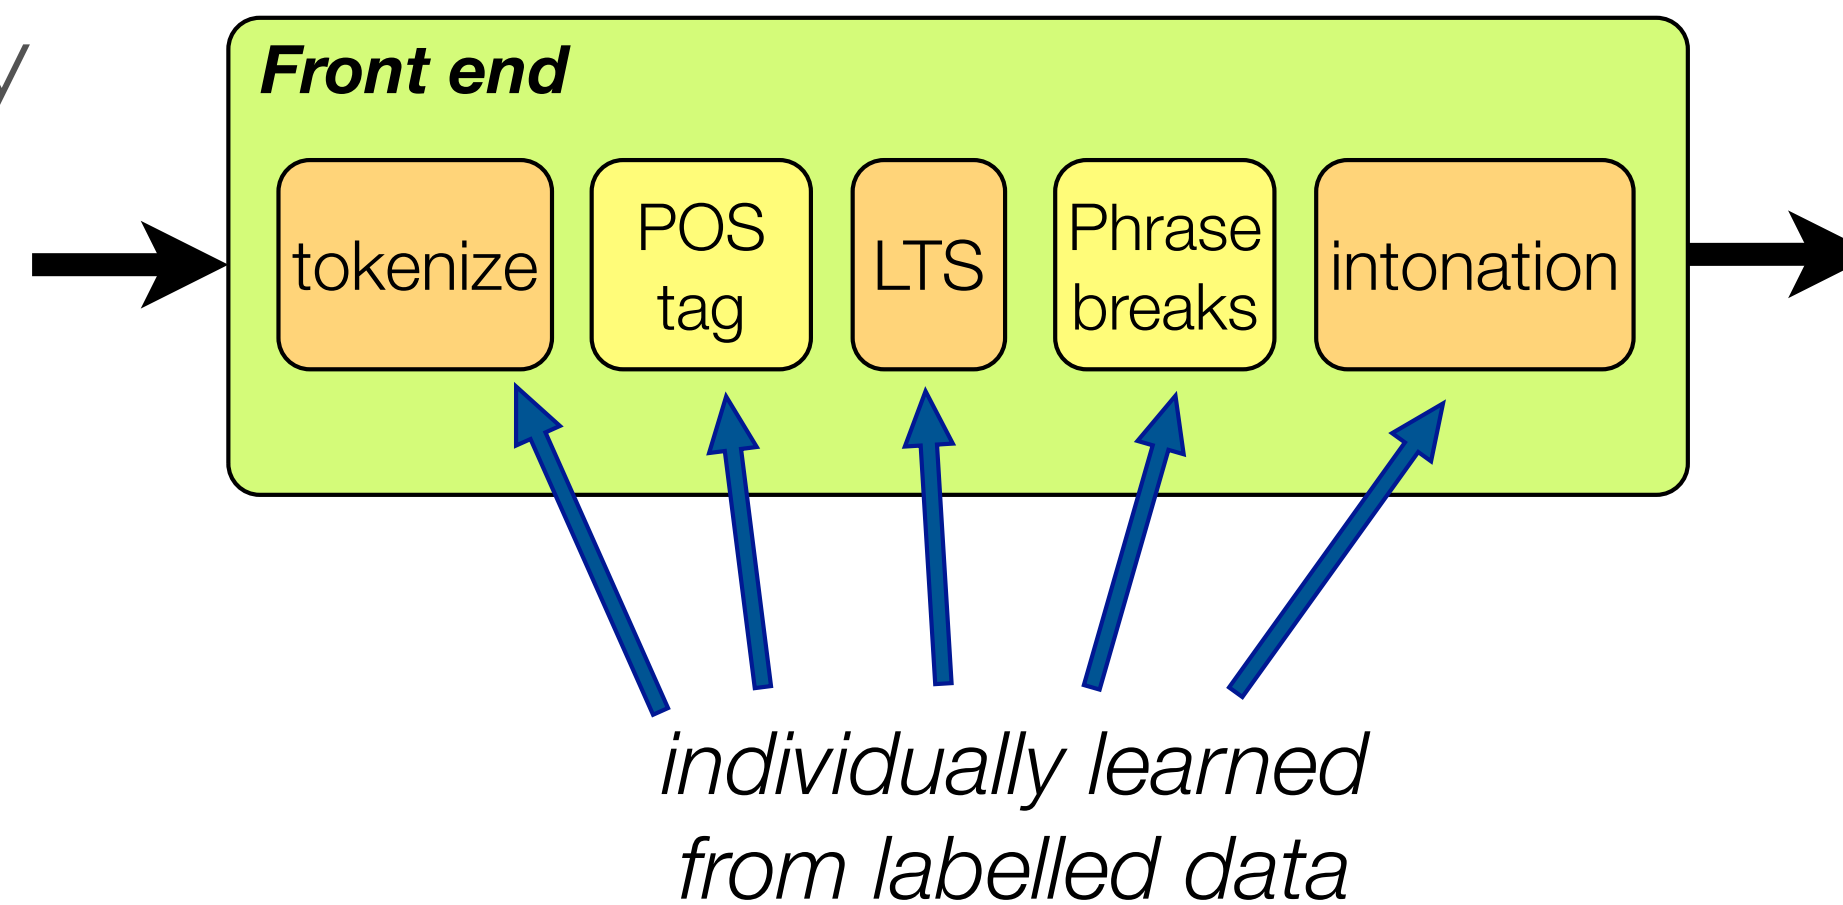 Front end
tokenize
POS
tag
LTS
Phrase
breaks
intonation
individually learned
from labelled data